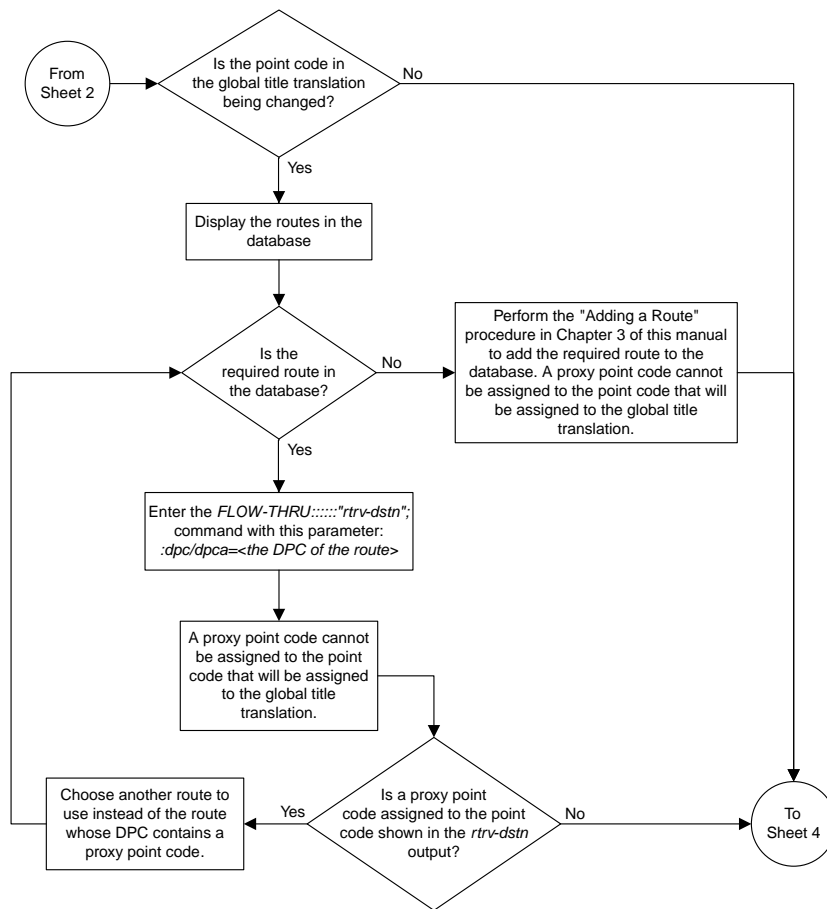 From
Sheet 2
Is the point code in
the global title translation
being changed?
No
Yes
Display the routes in the
database
Is the
required route in
the database?
No
Perform the "Adding a Route"
procedure in Chapter 3 of this manual
to add the required route to the
database. A proxy point code cannot
be assigned to the point code that will
be assigned to the global title
translation.
Yes
Enter the FLOW-THRU::::::"rtrv-dstn";
command with this parameter:
:dpc/dpca=<the DPC of the route>
A proxy point code cannot
be assigned to the point
code that will be assigned
to the global title
translation.
Is a proxy point
code assigned to the point
code shown in the rtrv-dstn
output?
Yes
Choose another route to
use instead of the route
whose DPC contains a
proxy point code.
No
To
Sheet 4